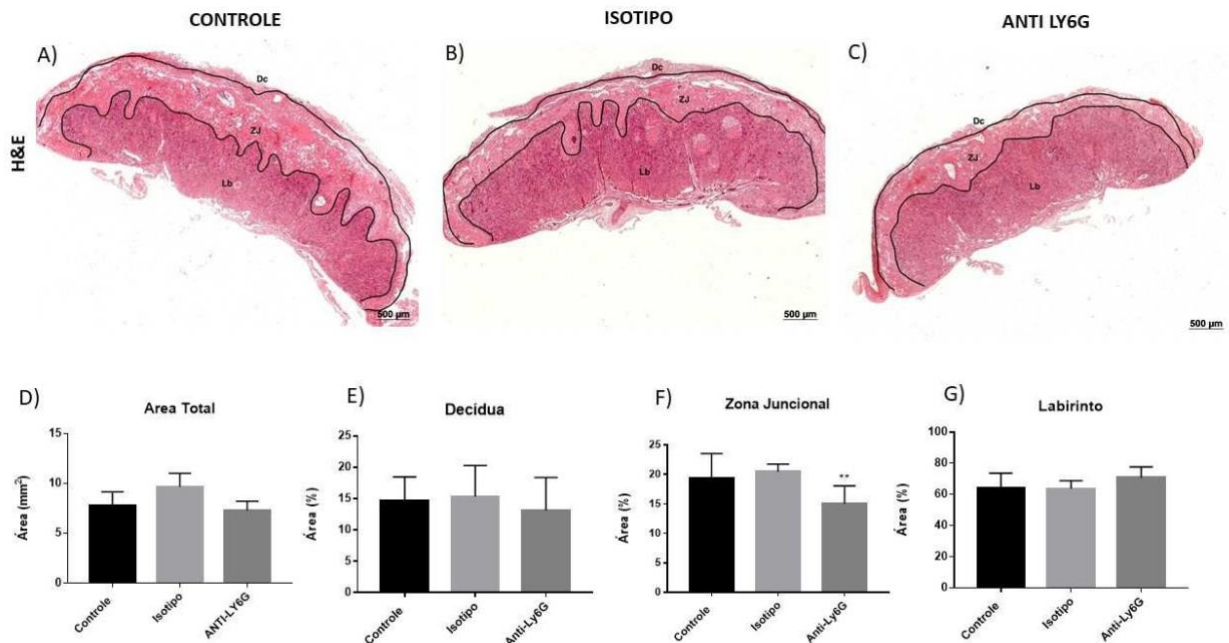 CONTROLE
ISOTIPO
ANTI LY6G
H&E
A)
Dc
ZJ
Lb
500 µm
B)
Dc
ZJ
Lb
500 µm
C)
Dc
ZJ
Lb
500 µm
D)
Area Total
Área (mm²)
15
10
5
0
Controle
Isotipo
ANTI-LY6G
E)
Decídua
Área (%)
25
20
15
10
5
0
Controle
Isotipo
Anti-Ly6G
F)
Zona Juncional
Área (%)
25
20
15
10
5
0
**
Controle
Isotipo
Anti-Ly6G
G)
Labirinto
Área (%)
100
80
60
40
20
0
Controle
Isotipo
Anti-Ly6G